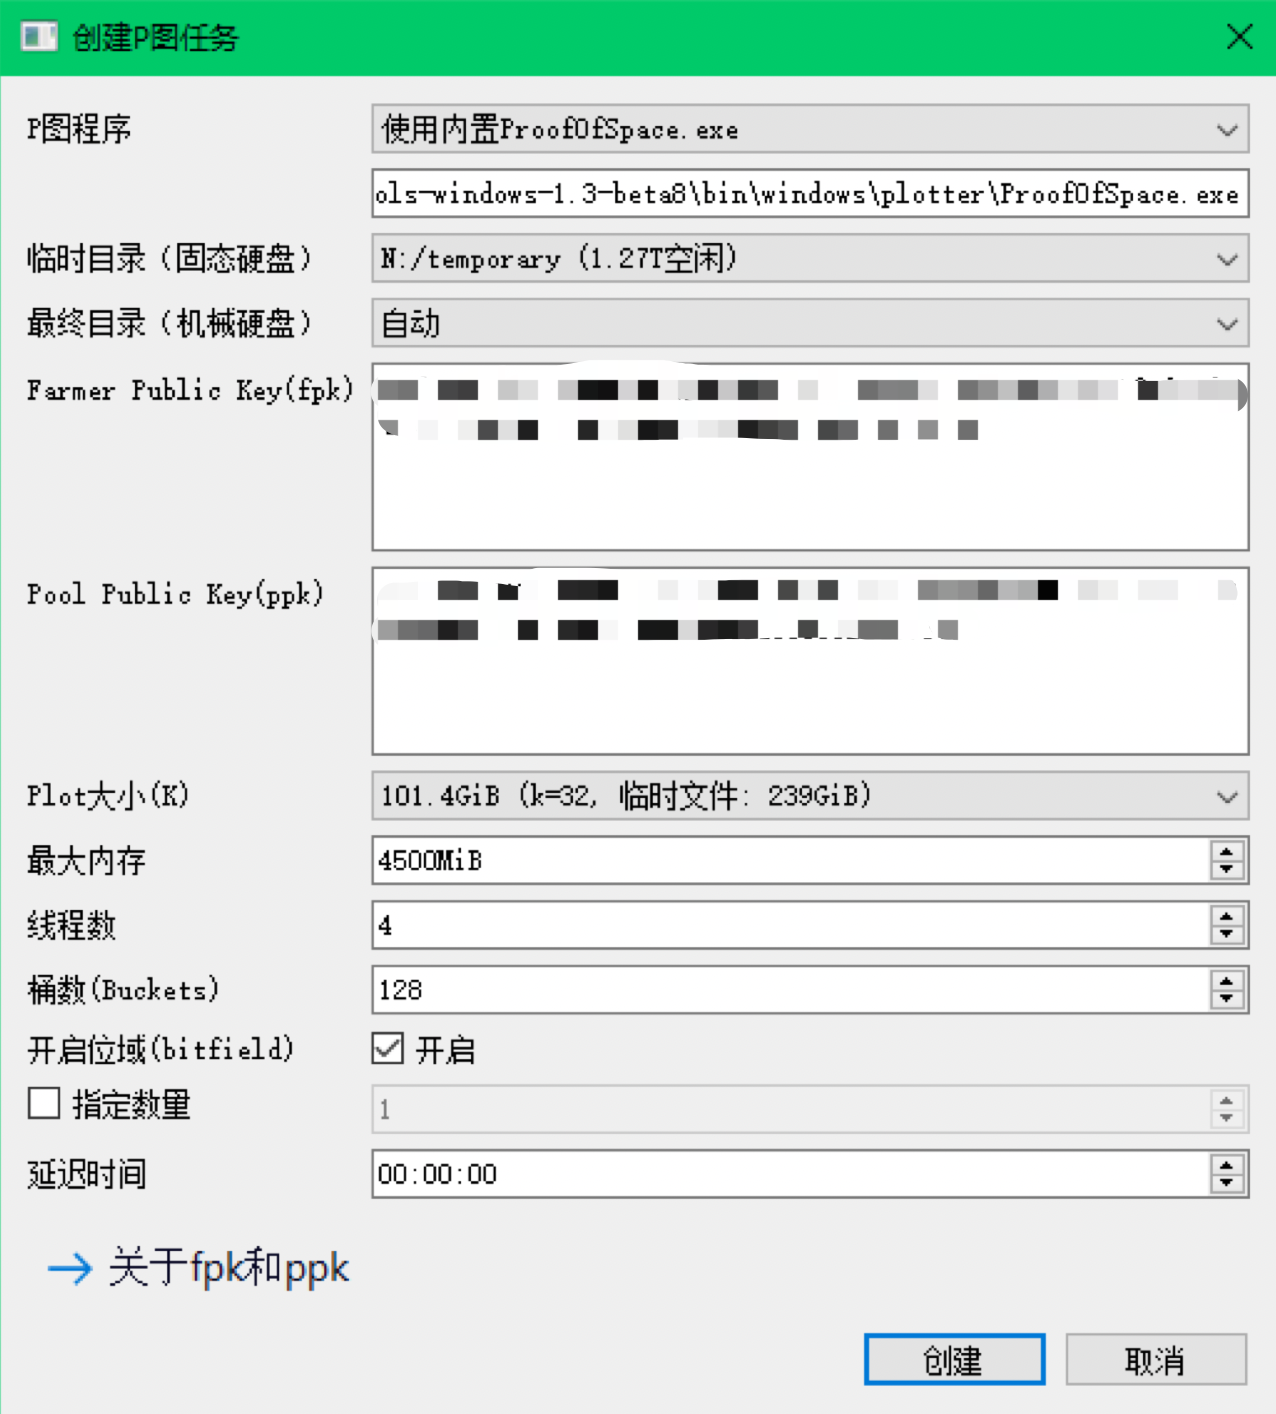 创建P图任务
P图程序
使用内置ProofOfSpace.exe
ols-windows-1.3-beta8\bin\windows\plotter\ProofOfSpace.exe
临时目录（固态硬盘）
N:/temporary (1.27T空闲)
最终目录（机械硬盘）
自动
Farmer Public Key(fpk)
Pool Public Key(ppk)
Plot大小(K)
101.4GiB (k=32, 临时文件: 239GiB)
最大内存
4500MiB
线程数
4
桶数(Buckets)
128
开启位域(bitfield)
开启
指定数量
1
延迟时间
00:00:00
→ 关于fpk和ppk
创建
取消